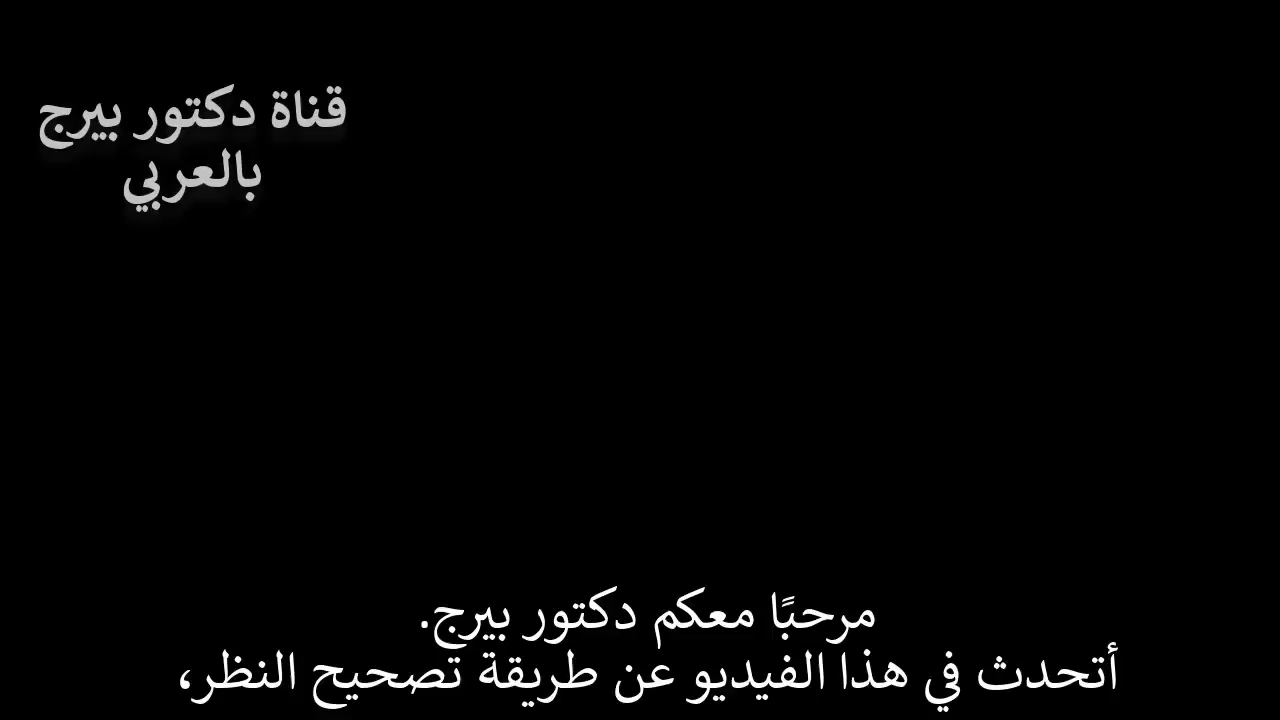 قناة دكتور بيرج
بالعربي
مرحبًا معكم دكتور بيرج.
أتحدث في هذا الفيديو عن طريقة تصحيح النظر،